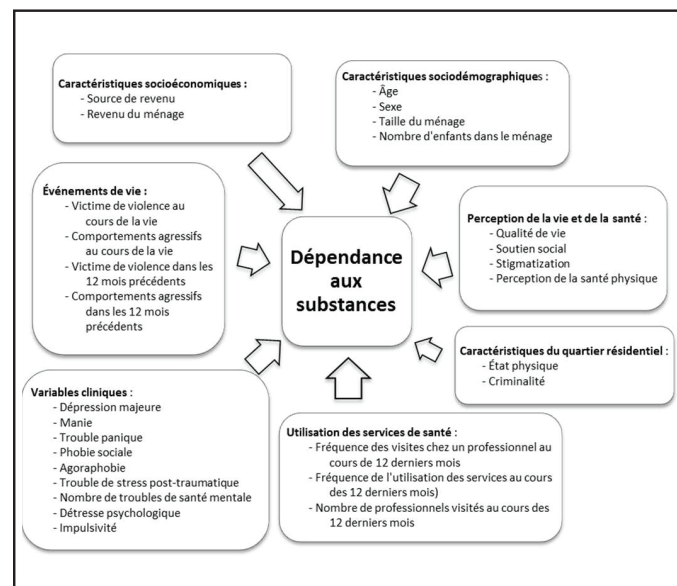 Caractéristiques socioéconomiques :
- Source de revenu
- Revenu du ménage
Caractéristiques sociodémographiques :
- Âge
- Sexe
- Taille du ménage
- Nombre d'enfants dans le ménage
Événements de vie :
- Victime de violence au
cours de la vie
- Comportements agressifs
au cours de la vie
- Victime de violence dans les
12 mois précédents
- Comportements agressifs
dans les 12 mois
précédents
Dépendance
aux
substances
Perception de la vie et de la santé :
- Qualité de vie
- Soutien social
- Stigmatization
- Perception de la santé physique
Caractéristiques du quartier résidentiel :
- État physique
- Criminalité
Variables cliniques :
- Dépression majeure
- Manie
- Trouble panique
- Phobie sociale
- Agoraphobie
- Trouble de stress post-traumatique
- Nombre de troubles de santé mentale
- Détresse psychologique
- Impulsivité
Utilisation des services de santé :
- Fréquence des visites chez un professionnel au
cours de 12 derniers mois
- Fréquence de l'utilisation des services au cours
des 12 derniers mois)
- Nombre de professionnels visités au cours des
12 derniers mois